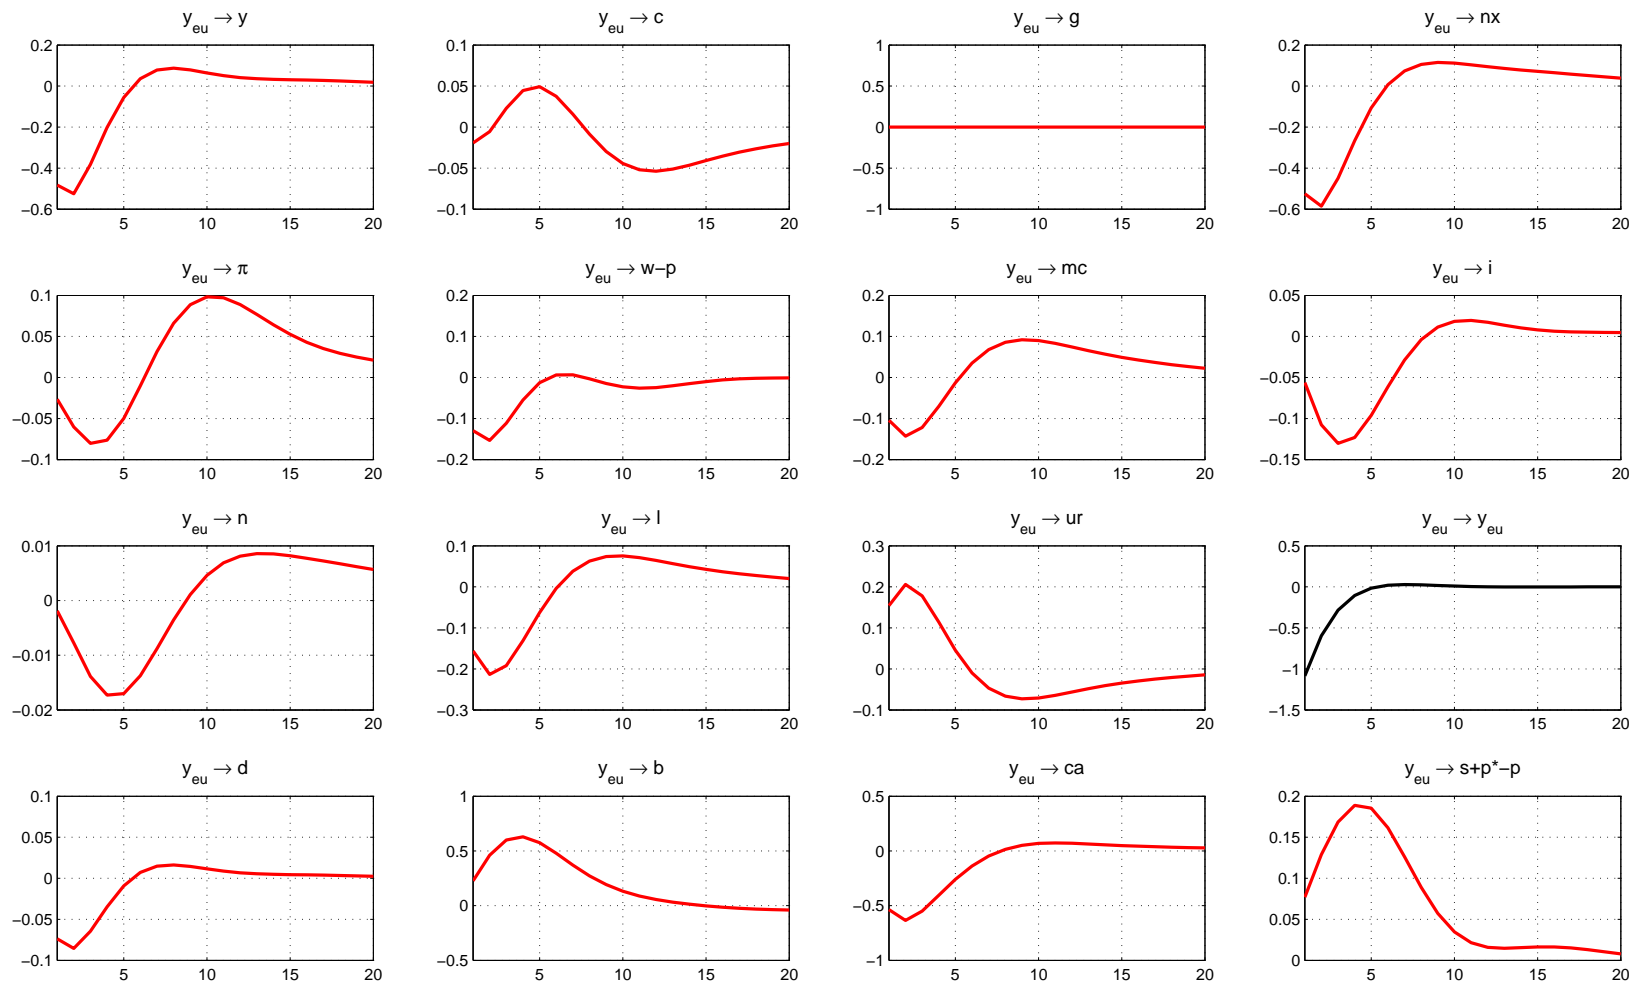 y_eu → y
y_eu → c
y_eu → g
y_eu → nx
0.2
0
−0.2
−0.4
−0.6
5 10 15 20
0.1
0.05
0
−0.05
−0.1
5 10 15 20
1
0.5
0
−0.5
−1
5 10 15 20
0.2
0
−0.2
−0.4
−0.6
5 10 15 20
y_eu → π
y_eu → w−p
y_eu → mc
y_eu → i
0.1
0.05
0
−0.05
−0.1
5 10 15 20
0.2
0.1
0
−0.1
−0.2
5 10 15 20
0.2
0.1
0
−0.1
−0.2
5 10 15 20
0.05
0
−0.05
−0.1
−0.15
5 10 15 20
y_eu → n
y_eu → l
y_eu → ur
y_eu → y_eu
0.01
0
−0.01
−0.02
5 10 15 20
0.1
0
−0.1
−0.2
−0.3
5 10 15 20
0.3
0.2
0.1
0
−0.1
5 10 15 20
0.5
0
−0.5
−1
−1.5
5 10 15 20
y_eu → d
y_eu → b
y_eu → ca
y_eu → s+p*−p
0.1
0.05
0
−0.05
−0.1
5 10 15 20
1
0.5
0
−0.5
5 10 15 20
0.5
0
−0.5
−1
5 10 15 20
0.2
0.15
0.1
0.05
0
5 10 15 20